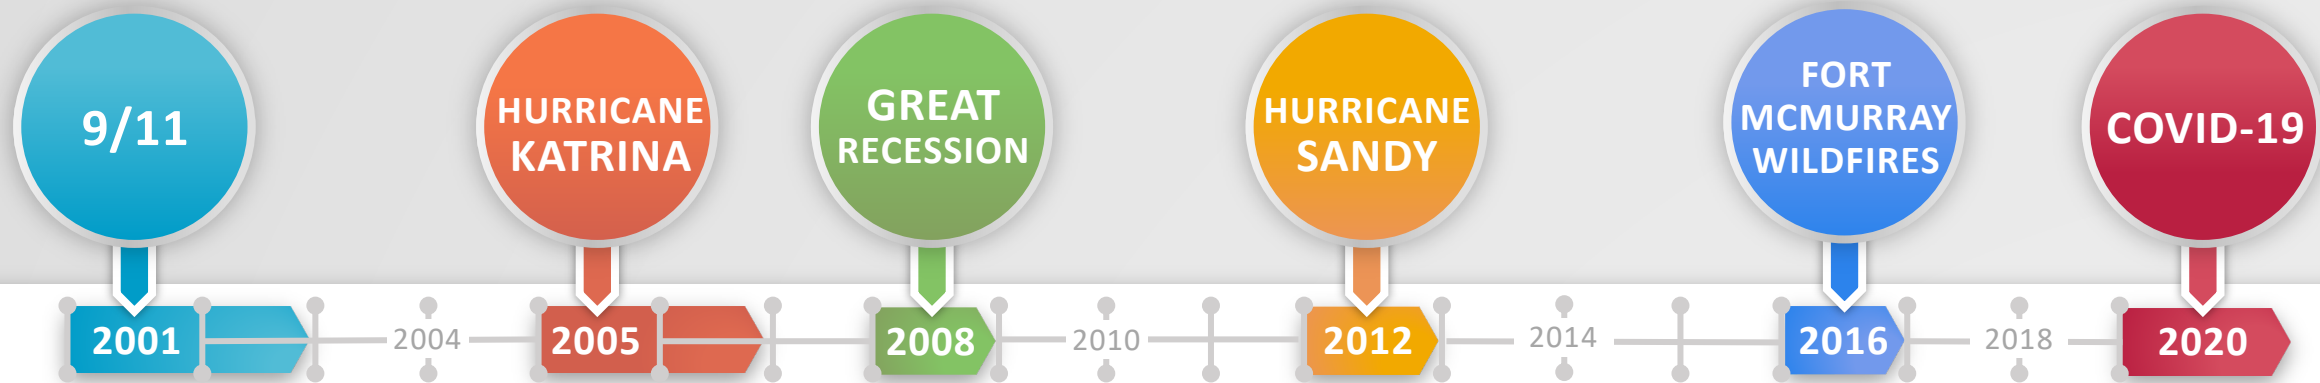 9/11
HURRICANE
KATRINA
GREAT
RECESSION
HURRICANE
SANDY
FORT
MCMURRAY
WILDFIRES
COVID-19
2001
2004
2005
2008
2010
2012
2014
2016
2018
2020